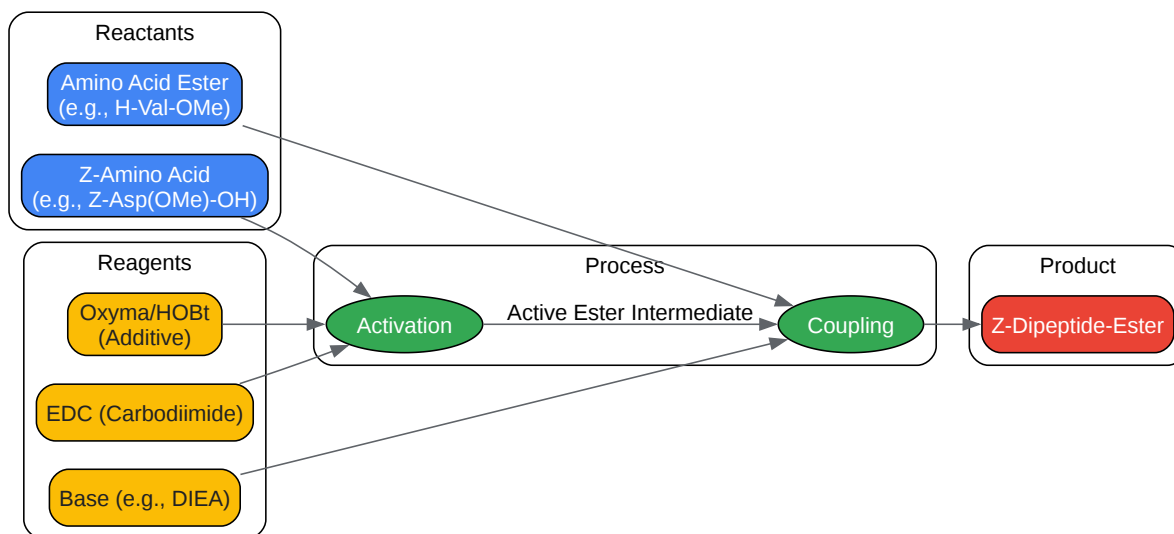 Reactants
Amino Acid Ester
(e.g., H-Val-OMe)
Z-Amino Acid
(e.g., Z-Asp(OMe)-OH)
Reagents
Oxyma/HOBt
(Additive)
EDC (Carbodiimide)
Base (e.g., DIEA)
Process
Activation
Active Ester Intermediate
Coupling
Product
Z-Dipeptide-Ester